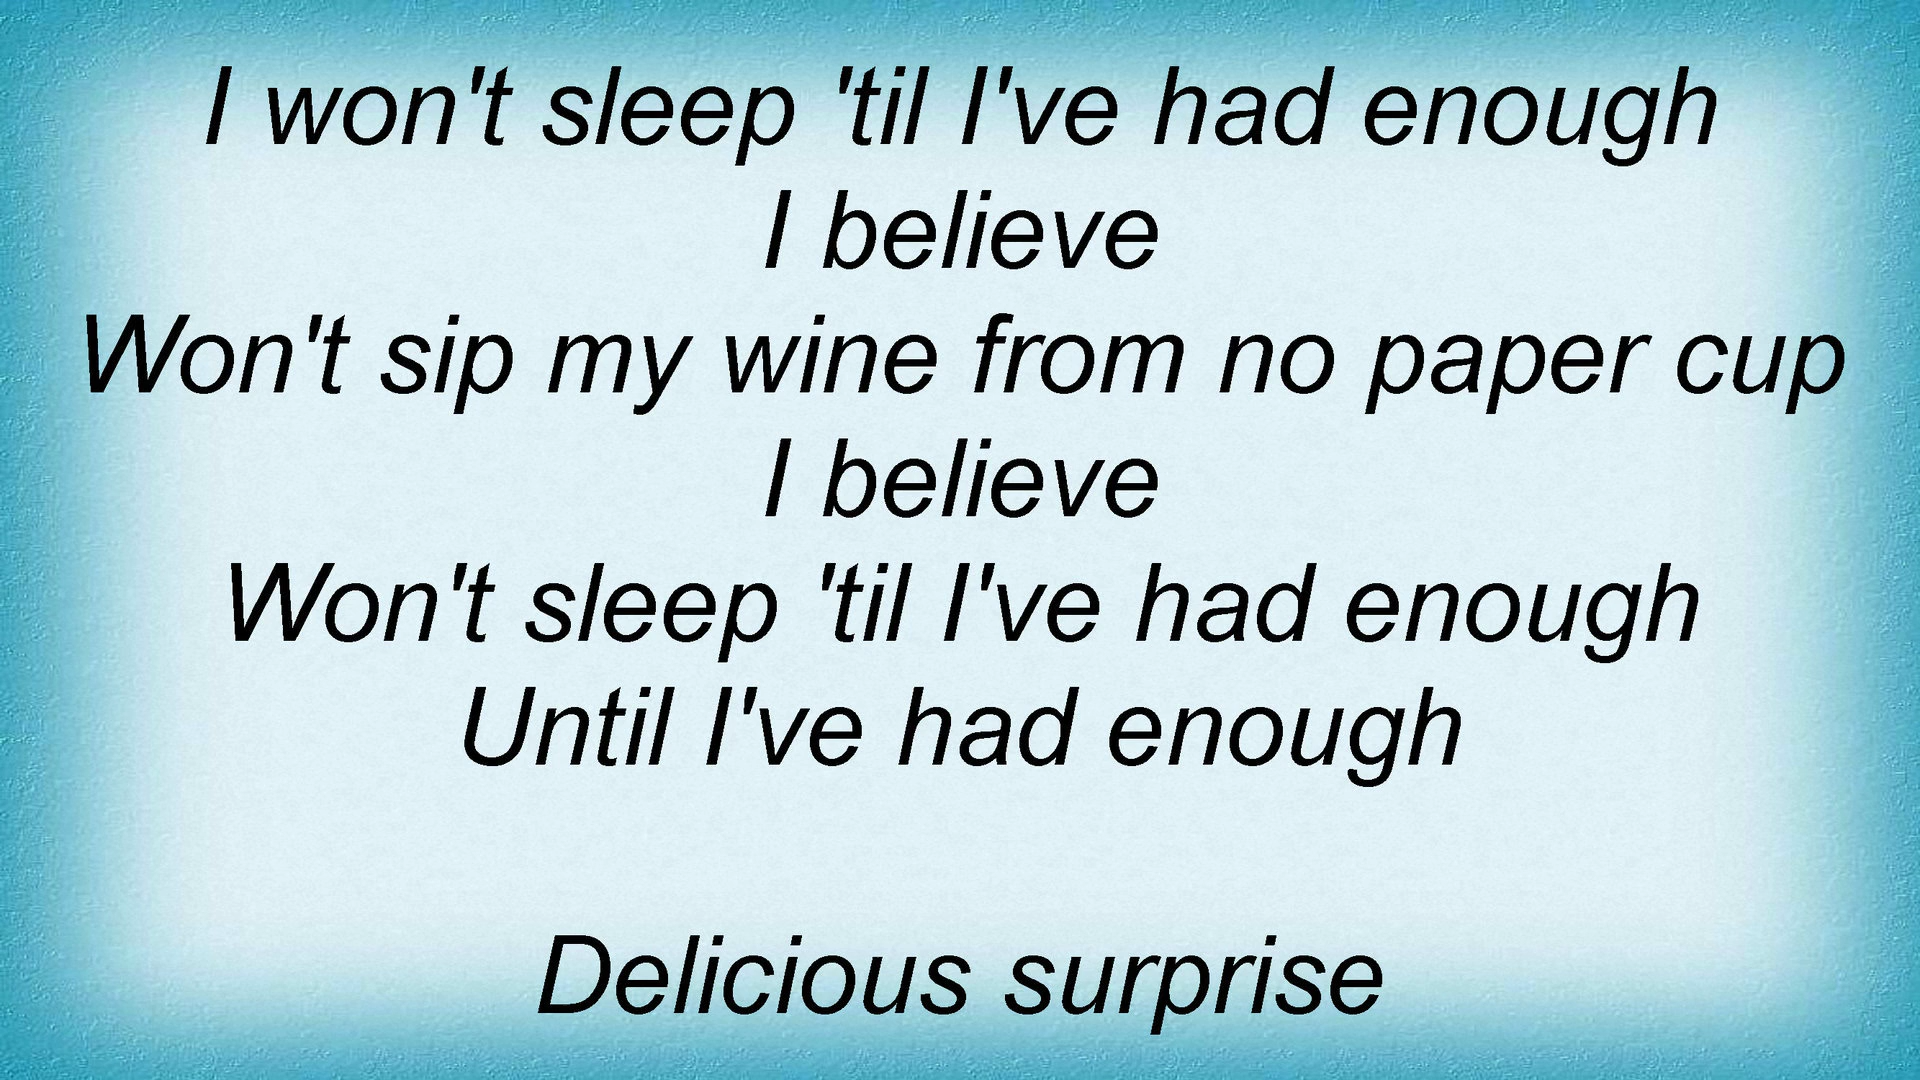 I won't sleep 'til I've had enough
I believe
Won't sip my wine from no paper cup
I believe
Won't sleep 'til I've had enough
Until I've had enough
Delicious surprise